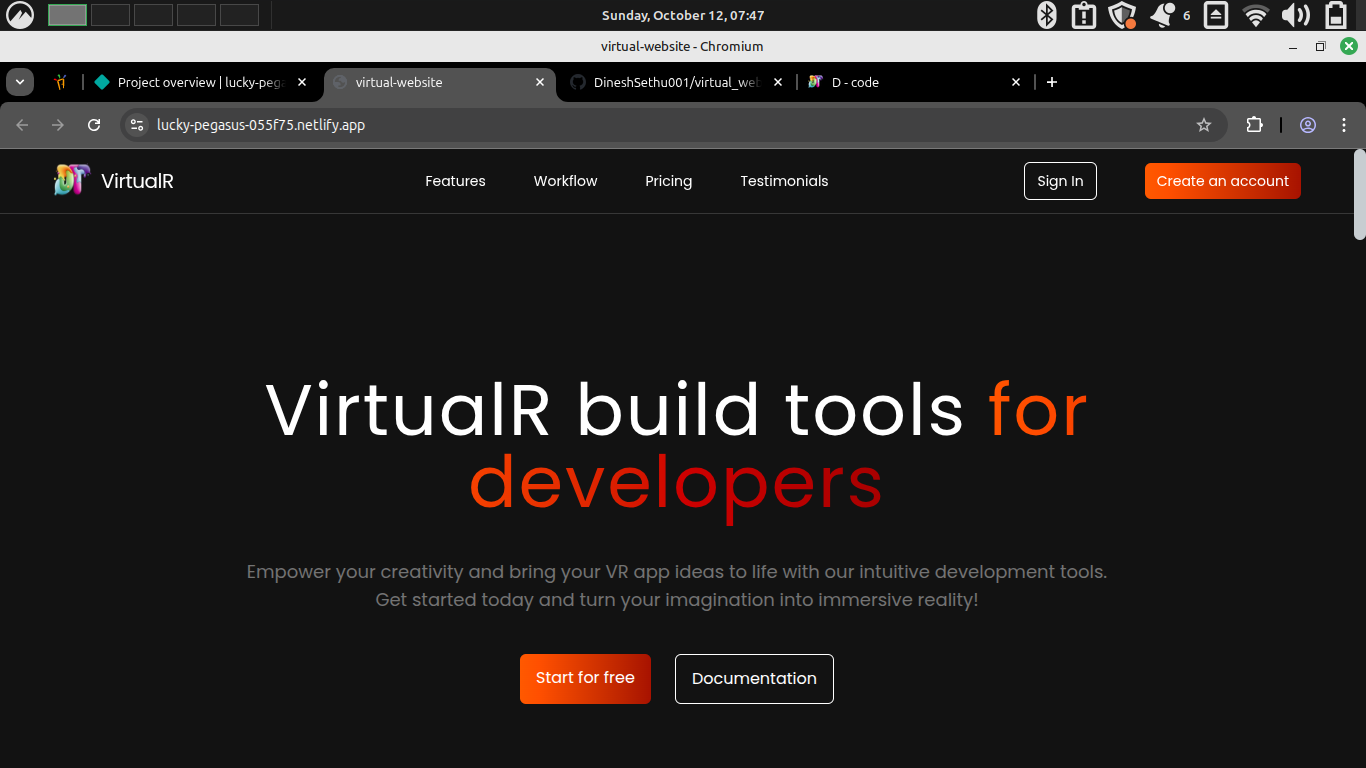 Sunday, October 12, 07:47
6
virtual-website - Chromium
Project overview | lucky-pega
virtual-website
DineshSethu001/virtual_web
D - code
lucky-pegasus-055f75.netlify.app
VirtualR
Features
Workflow
Pricing
Testimonials
Sign In
Create an account
VirtualR build tools for
developers
Empower your creativity and bring your VR app ideas to life with our intuitive development tools.
Get started today and turn your imagination into immersive reality!
Start for free
Documentation